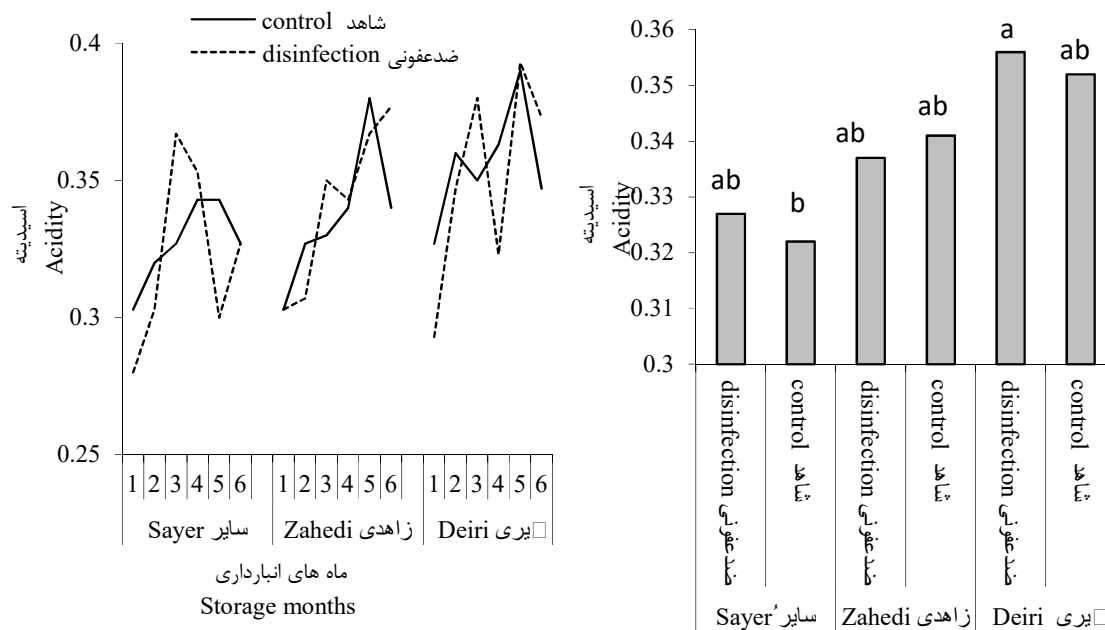 control شاهد
disinfection ضدعفونی
0.4
0.35
0.3
0.25
اسیدیته
Acidity
1 2 3 4 5 6 1 2 3 4 5 6 1 2 3 4 5 6
Sayer سایر Zahedi زاهدی Deiri یری
ماه های انبارداری
Storage months
0.36
0.35
0.34
0.33
0.32
0.31
0.3
اسیدیته
Acidity
ab b ab ab a ab
disinfection ضدعفونی
control شاهد
disinfection ضدعفونی
control شاهد
disinfection ضدعفونی
control شاهد
Sayer سایر Zahedi زاهدی Deiri یری